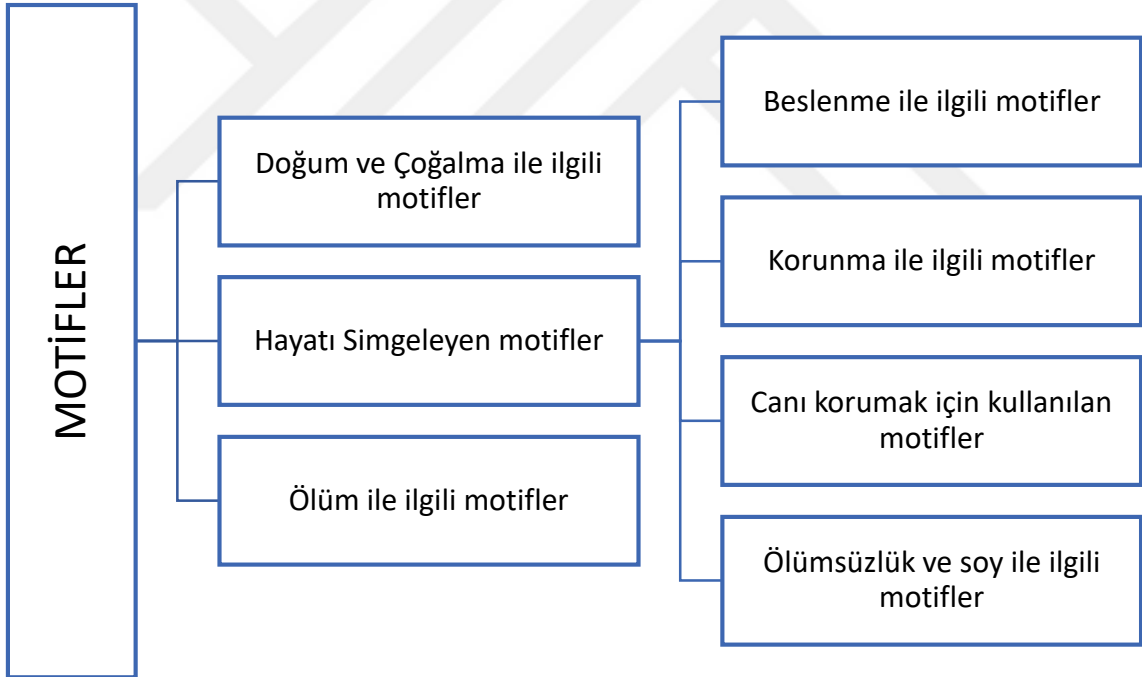 MOTİFLER
Doğum ve Çoğalma ile ilgili
motifler
Hayatı Simgeleyen motifler
Ölüm ile ilgili motifler
Beslenme ile ilgili motifler
Korunma ile ilgili motifler
Canı korumak için kullanılan
motifler
Ölümsüzlük ve soy ile ilgili
motifler